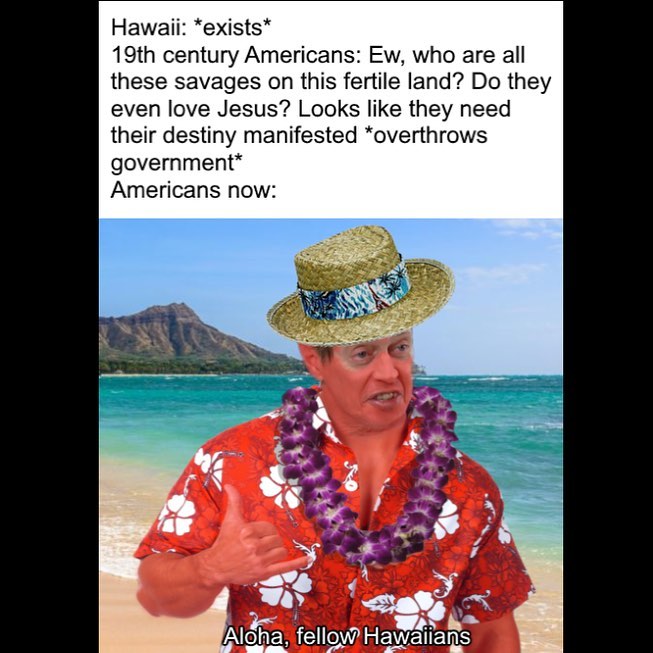 Hawaii: *exists*
19th century Americans: Ew, who are all
these savages on this fertile land? Do they
even love Jesus? Looks like they need
their destiny manifested *overthrows
government*
Americans now:
Aloha, fellow Hawaiians